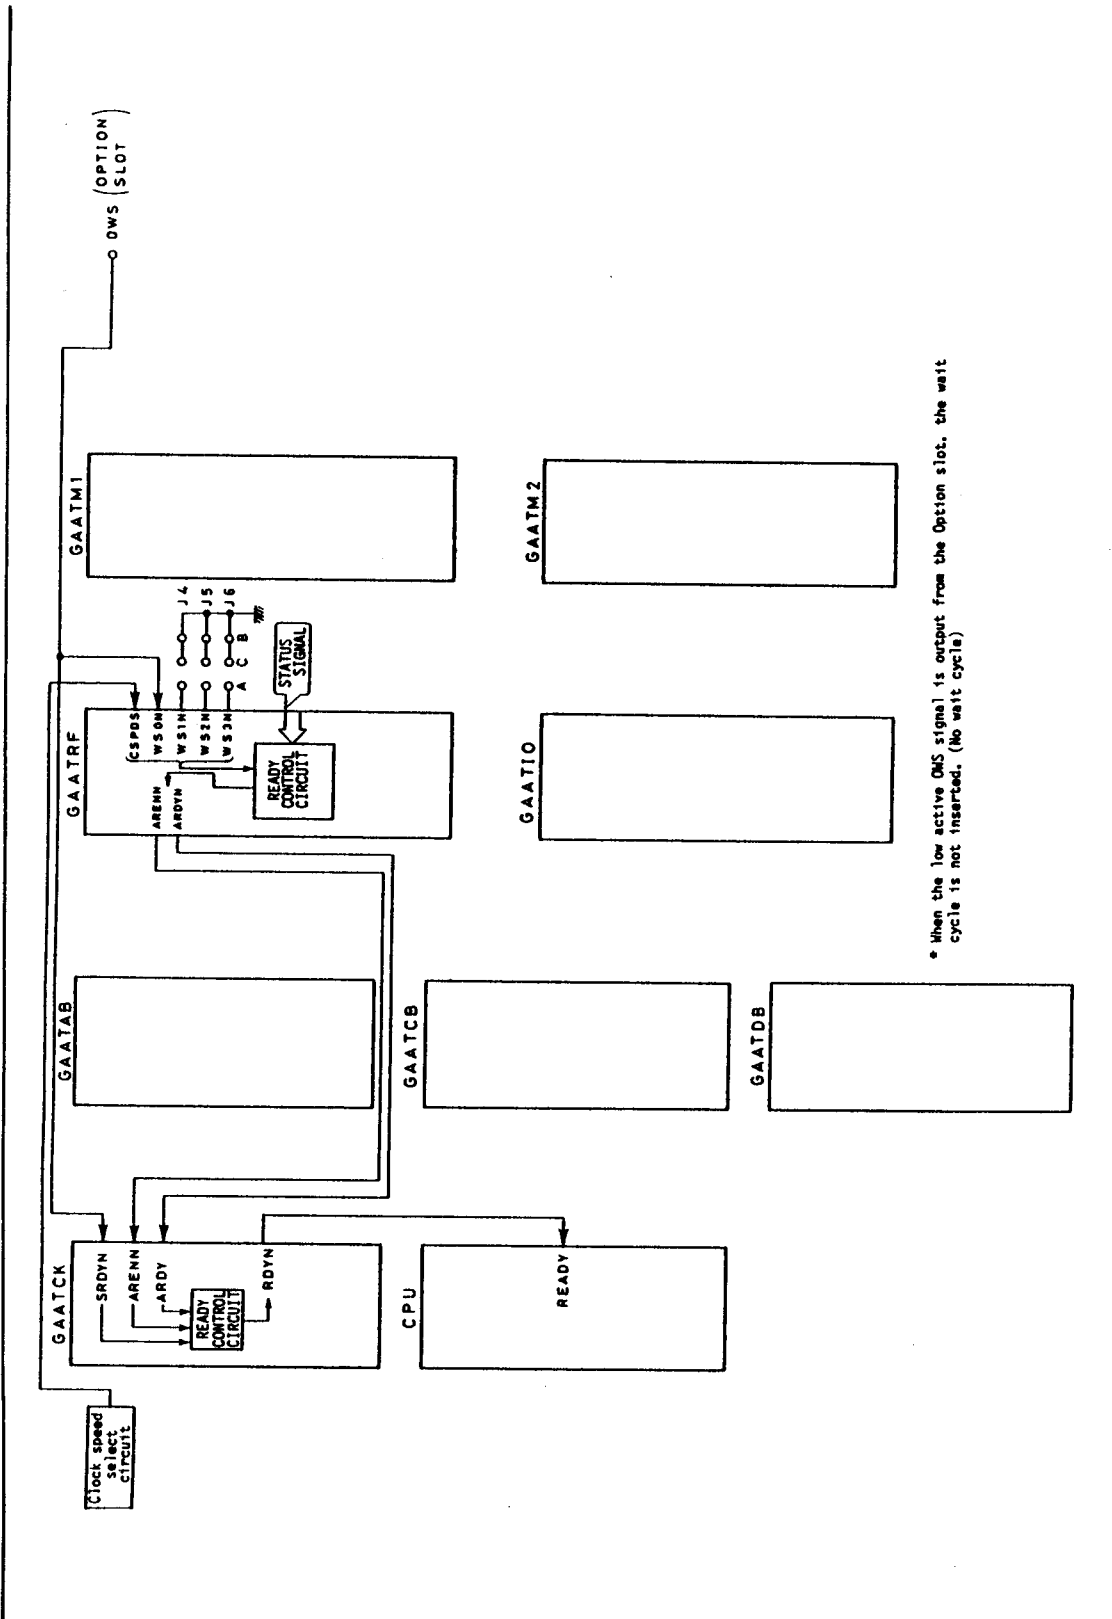 Clock speed
select
circuit
GAATCK
SRDYN
ARENN
ARDY
READY
CONTROL
CIRCUIT
RDYN
CPU
READY
GAATAB
GAATCB
GAATDB
GAATRF
ARENN
ARDYN
CSPDS
WS0N
WS1N
WS2N
WS3N
READY
CONTROL
CIRCUIT
STATUS
SIGNAL
A C B
J4
J5
J6
GAATIO
GAATM1
GAATM2
0WS (OPTION
SLOT)
* When the low active 0WS signal is output from the Option slot, the wait
cycle is not inserted. (No wait cycle)